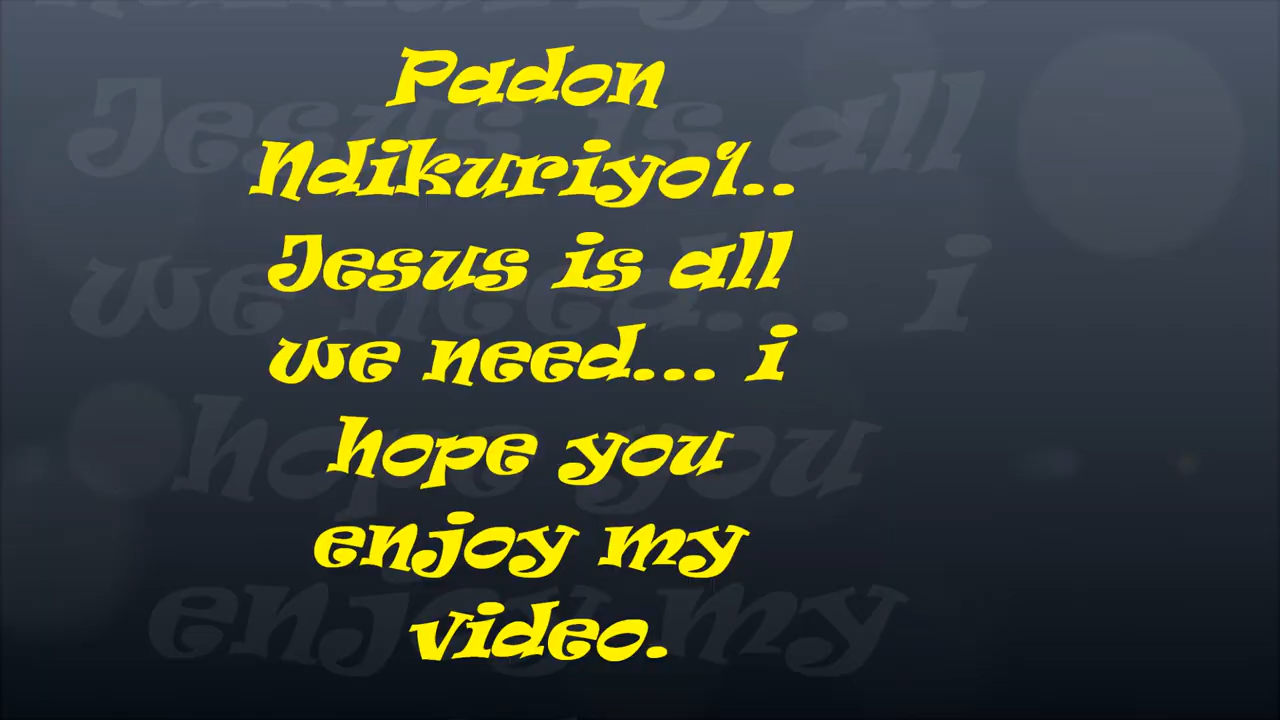 Padon
Ndikuriyo1..
Jesus is all
we need... i
hope you
enjoy my
video.